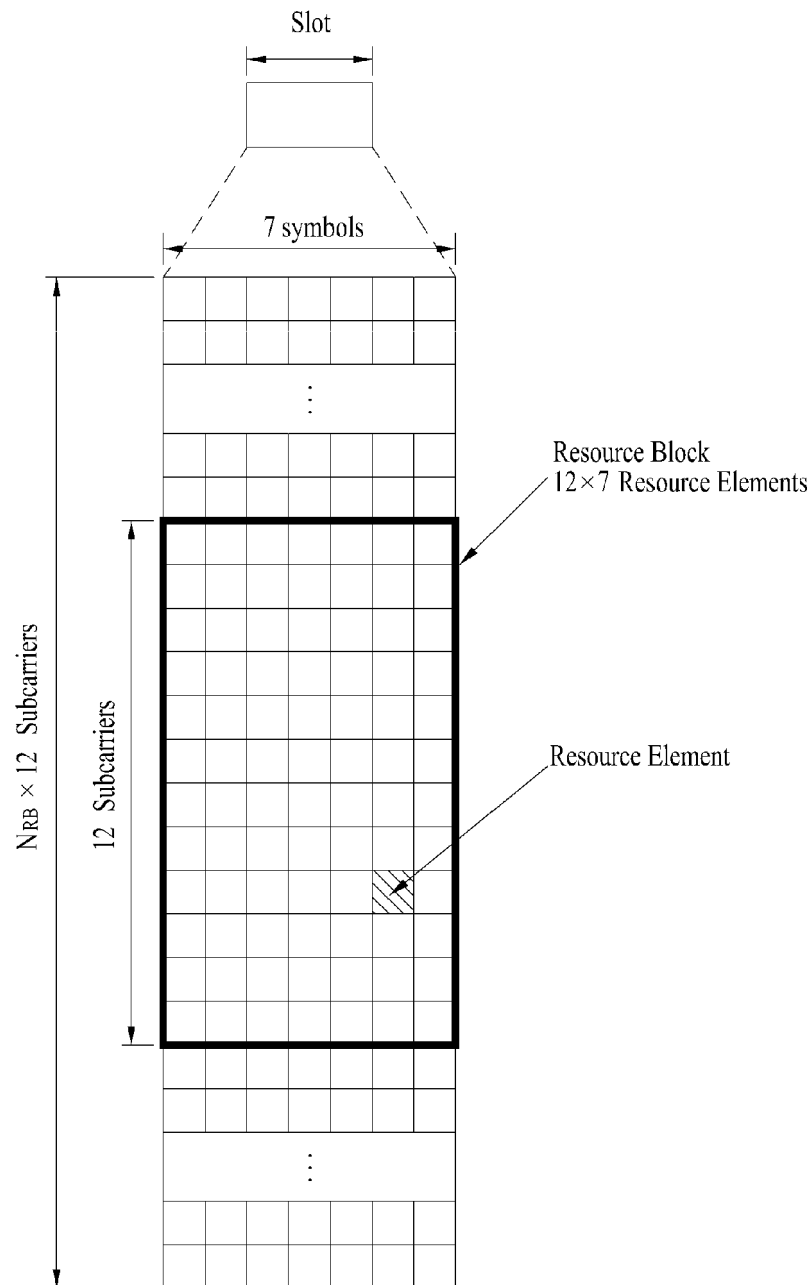 Slot
7 symbols
⋮
Resource Block
12×7 Resource Elements
NRB × 12 Subcarriers
12 Subcarriers
Resource Element
⋮